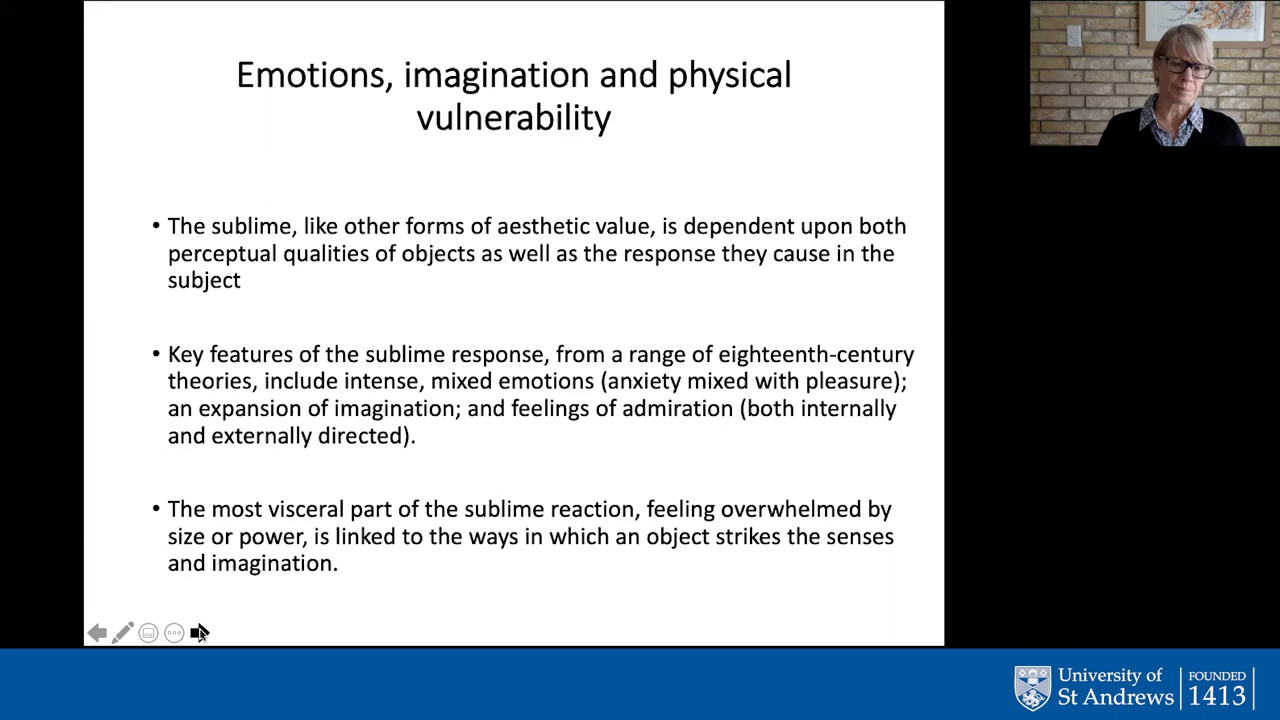 Emotions, imagination and physical
vulnerability
• The sublime, like other forms of aesthetic value, is dependent upon both
perceptual qualities of objects as well as the response they cause in the
subject
• Key features of the sublime response, from a range of eighteenth-century
theories, include intense, mixed emotions (anxiety mixed with pleasure);
an expansion of imagination; and feelings of admiration (both internally
and externally directed).
• The most visceral part of the sublime reaction, feeling overwhelmed by
size or power, is linked to the ways in which an object strikes the senses
and imagination.
University of
St Andrews
FOUNDED
1413